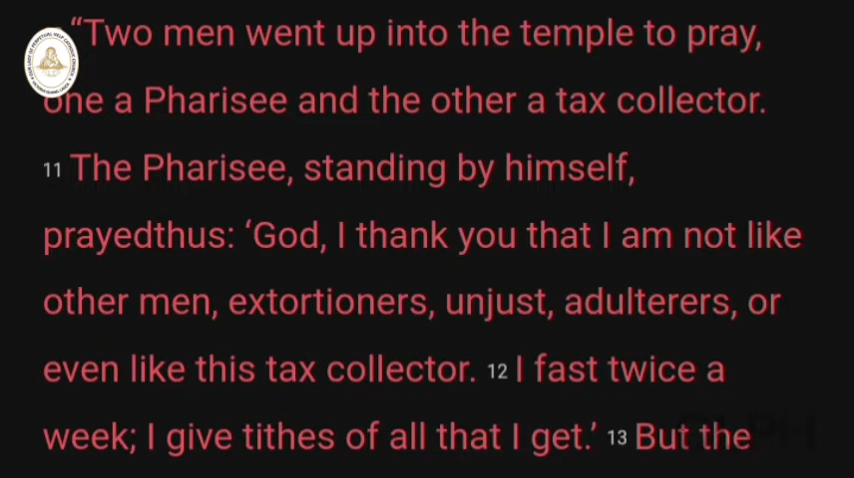 “Two men went up into the temple to pray,
one a Pharisee and the other a tax collector.
11 The Pharisee, standing by himself,
prayedthus: ‘God, I thank you that I am not like
other men, extortioners, unjust, adulterers, or
even like this tax collector. 12 I fast twice a
week; I give tithes of all that I get.’ 13 But the